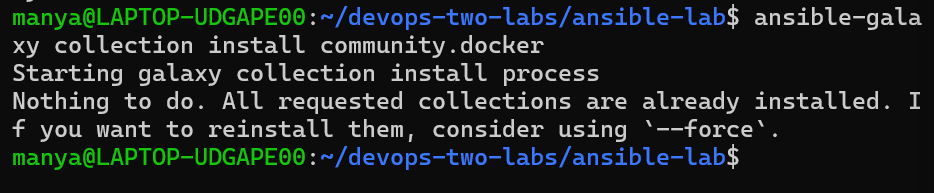 manya@LAPTOP-UDGAPE00:~/devops-two-labs/ansible-lab$ ansible-gala
xy collection install community.docker
Starting galaxy collection install process
Nothing to do. All requested collections are already installed. I
f you want to reinstall them, consider using `--force`.
manya@LAPTOP-UDGAPE00:~/devops-two-labs/ansible-lab$